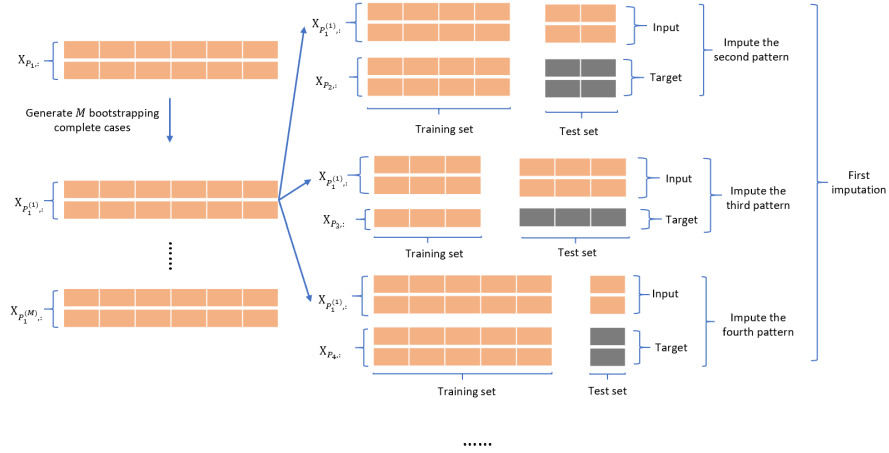 X_{P_1,:}
Generate M bootstrapping
complete cases
X_{P_1^{(1)},:}
......
X_{P_1^{(M)},:}
X_{P_1^{(1)},:}
Input
X_{P_2,:}
Target
Training set
Test set
Impute the
second pattern
X_{P_1^{(1)},:}
Input
X_{P_3,:}
Target
Training set
Test set
Impute the
third pattern
X_{P_1^{(1)},:}
Input
X_{P_4,:}
Target
Training set
Test set
Impute the
fourth pattern
First
imputation
......